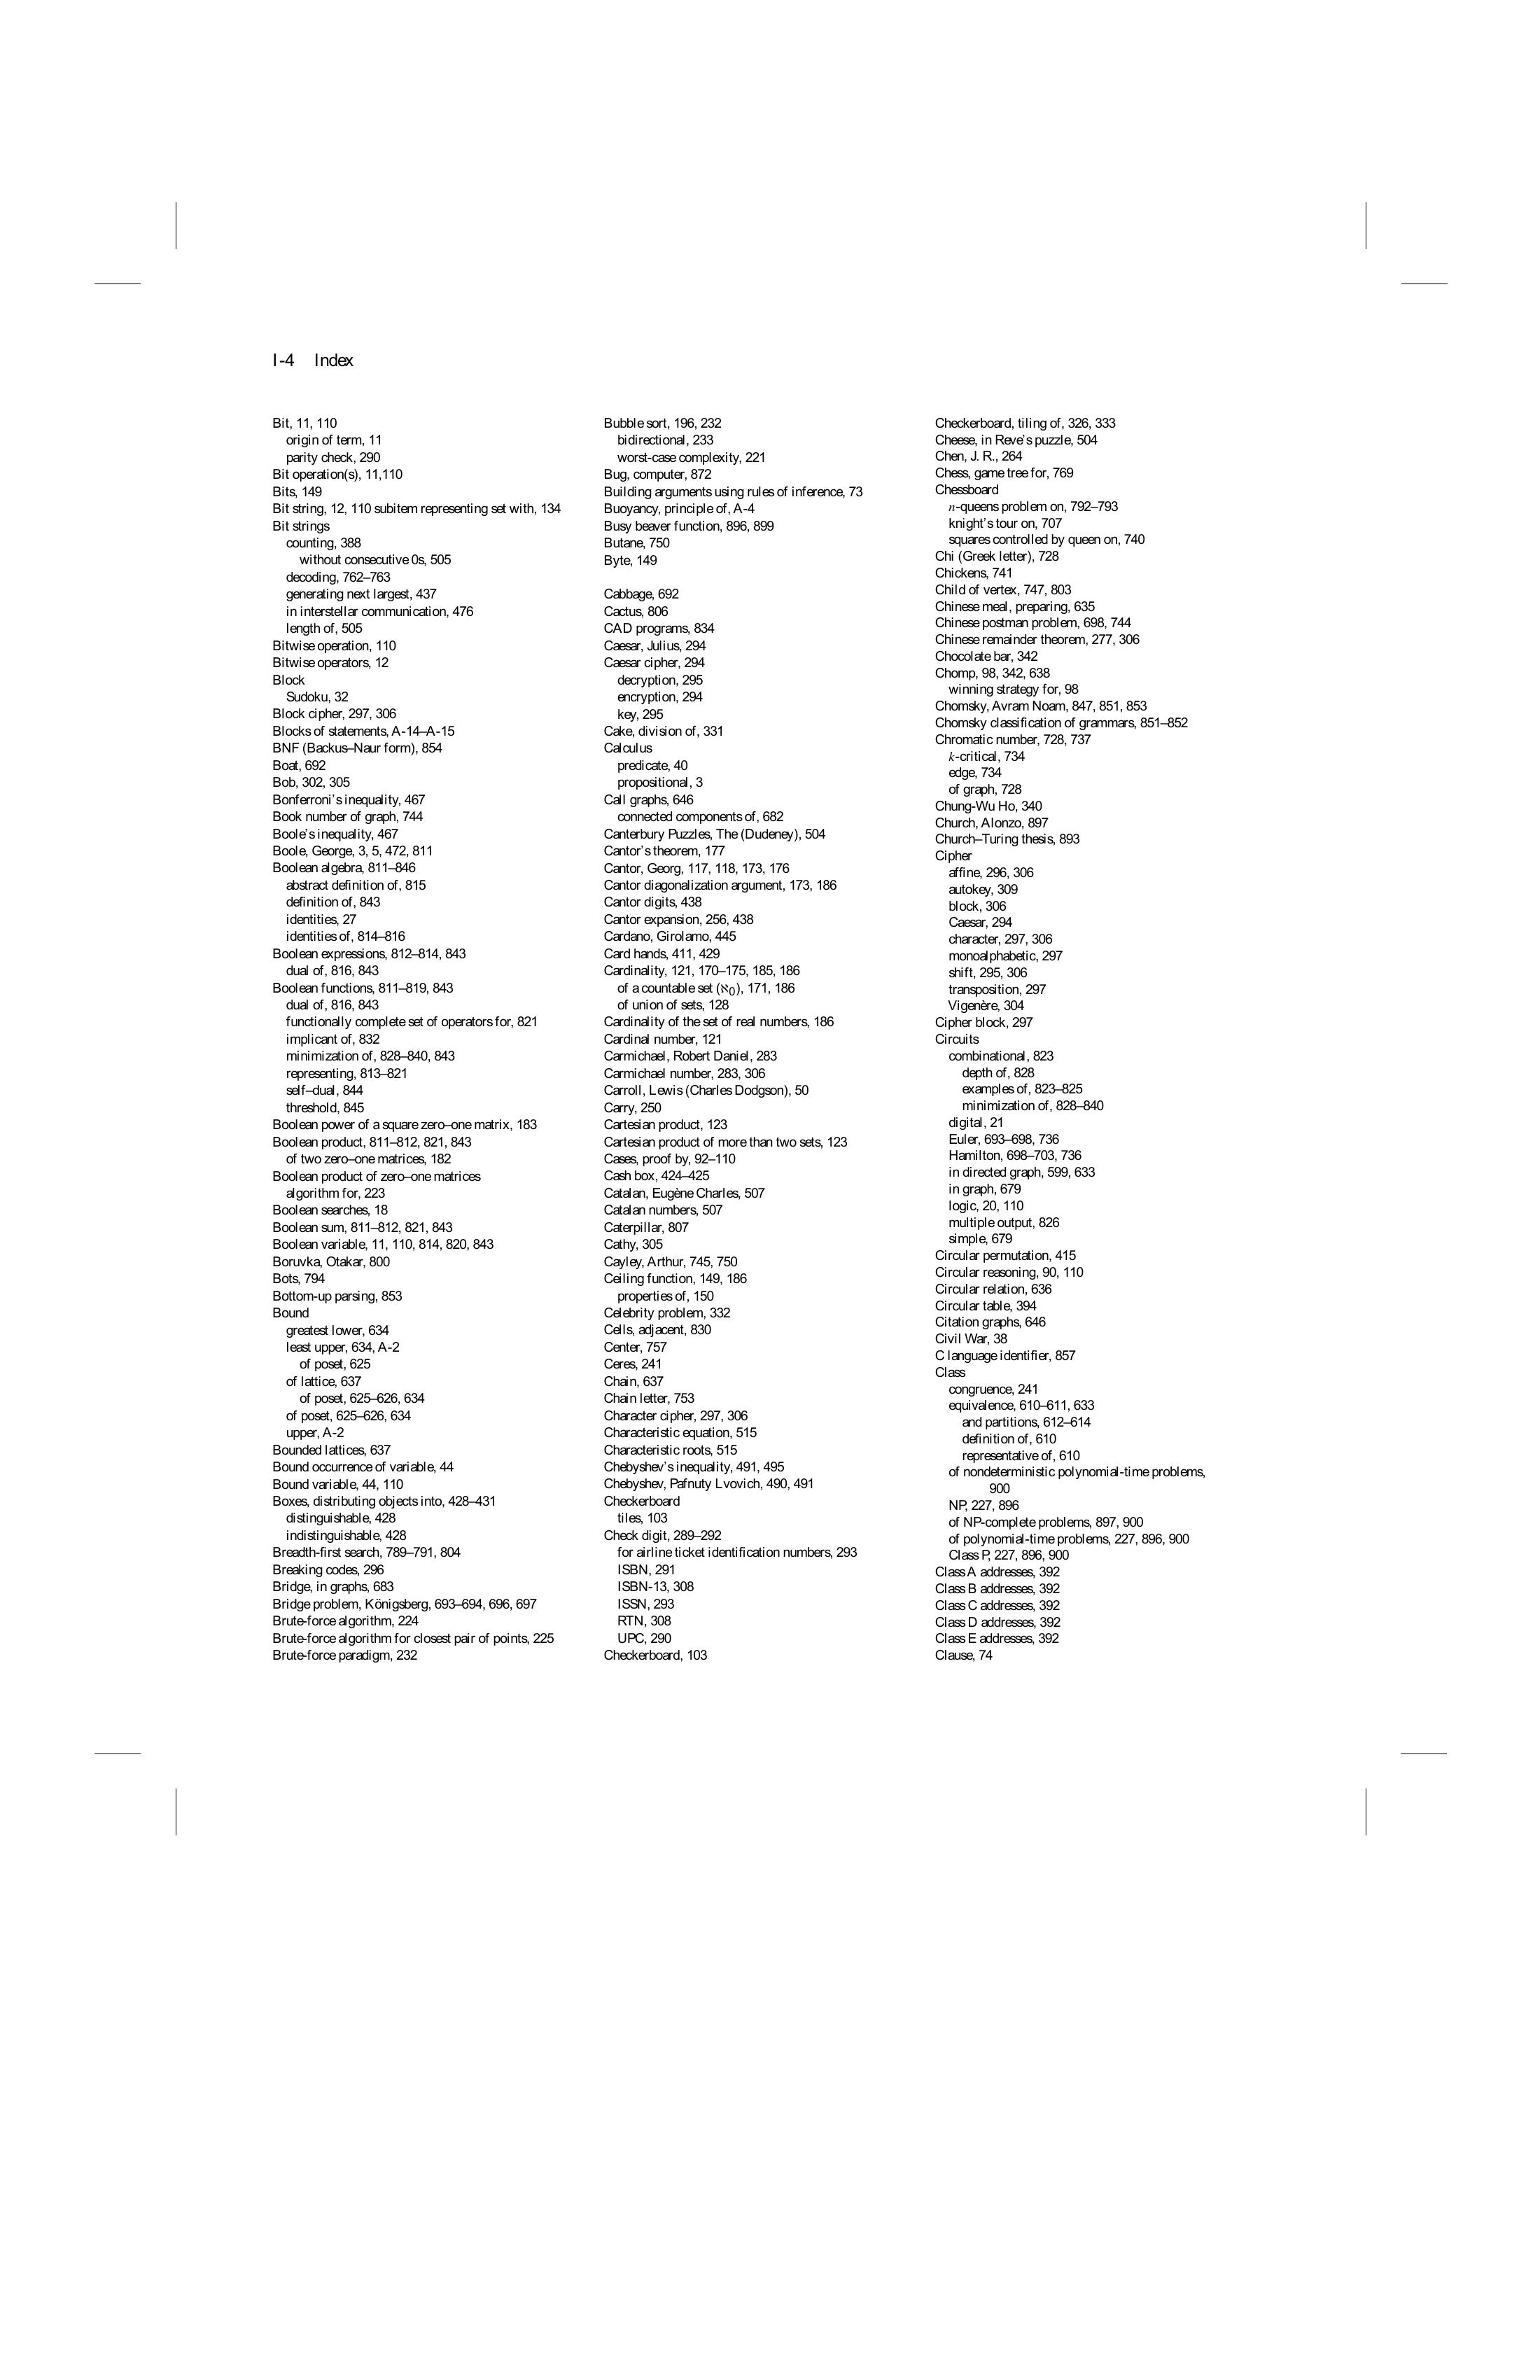 I-4 Index
Bit, 11, 110
origin of term, 11
parity check, 290
Bit operation(s), 11,110
Bits, 149
Bit string, 12, 110 subitem representing set with, 134
Bit strings
counting, 388
without consecutive 0s, 505
decoding, 762–763
generating next largest, 437
in interstellar communication, 476
length of, 505
Bitwise operation, 110
Bitwise operators, 12
Block
Sudoku, 32
Block cipher, 297, 306
Blocks of statements, A-14–A-15
BNF (Backus–Naur form), 854
Boat, 692
Bob, 302, 305
Bonferroni's inequality, 467
Book number of graph, 744
Boole's inequality, 467
Boole, George, 3, 5, 472, 811
Boolean algebra, 811–846
abstract definition of, 815
definition of, 843
identities, 27
identities of, 814–816
Boolean expressions, 812–814, 843
dual of, 816, 843
Boolean functions, 811–819, 843
dual of, 816, 843
functionally complete set of operators for, 821
implicant of, 832
minimization of, 828–840, 843
representing, 813–821
self–dual, 844
threshold, 845
Boolean power of a square zero–one matrix, 183
Boolean product, 811–812, 821, 843
of two zero–one matrices, 182
Boolean product of zero–one matrices
algorithm for, 223
Boolean searches, 18
Boolean sum, 811–812, 821, 843
Boolean variable, 11, 110, 814, 820, 843
Boruvka, Otakar, 800
Bots, 794
Bottom-up parsing, 853
Bound
greatest lower, 634
least upper, 634, A-2
of poset, 625
of lattice, 637
of poset, 625–626, 634
of poset, 625–626, 634
upper, A-2
Bounded lattices, 637
Bound occurrence of variable, 44
Bound variable, 44, 110
Boxes, distributing objects into, 428–431
distinguishable, 428
indistinguishable, 428
Breadth-first search, 789–791, 804
Breaking codes, 296
Bridge, in graphs, 683
Bridge problem, Königsberg, 693–694, 696, 697
Brute-force algorithm, 224
Brute-force algorithm for closest pair of points, 225
Brute-force paradigm, 232
Bubble sort, 196, 232
bidirectional, 233
worst-case complexity, 221
Bug, computer, 872
Building arguments using rules of inference, 73
Buoyancy, principle of, A-4
Busy beaver function, 896, 899
Butane, 750
Byte, 149
Cabbage, 692
Cactus, 806
CAD programs, 834
Caesar, Julius, 294
Caesar cipher, 294
decryption, 295
encryption, 294
key, 295
Cake, division of, 331
Calculus
predicate, 40
propositional, 3
Call graphs, 646
connected components of, 682
Canterbury Puzzles, The (Dudeney), 504
Cantor's theorem, 177
Cantor, Georg, 117, 118, 173, 176
Cantor diagonalization argument, 173, 186
Cantor digits, 438
Cantor expansion, 256, 438
Cardano, Girolamo, 445
Card hands, 411, 429
Cardinality, 121, 170–175, 185, 186
of a countable set (ℵ0), 171, 186
of union of sets, 128
Cardinality of the set of real numbers, 186
Cardinal number, 121
Carmichael, Robert Daniel, 283
Carmichael number, 283, 306
Carroll, Lewis (Charles Dodgson), 50
Carry, 250
Cartesian product, 123
Cartesian product of more than two sets, 123
Cases, proof by, 92–110
Cash box, 424–425
Catalan, Eugène Charles, 507
Catalan numbers, 507
Caterpillar, 807
Cathy, 305
Cayley, Arthur, 745, 750
Ceiling function, 149, 186
properties of, 150
Celebrity problem, 332
Cells, adjacent, 830
Center, 757
Ceres, 241
Chain, 637
Chain letter, 753
Character cipher, 297, 306
Characteristic equation, 515
Characteristic roots, 515
Chebyshev's inequality, 491, 495
Chebyshev, Pafnuty Lvovich, 490, 491
Checkerboard
tiles, 103
Check digit, 289–292
for airline ticket identification numbers, 293
ISBN, 291
ISBN-13, 308
ISSN, 293
RTN, 308
UPC, 290
Checkerboard, 103
Checkerboard, tiling of, 326, 333
Cheese, in Reve's puzzle, 504
Chen, J. R., 264
Chess, game tree for, 769
Chessboard
n-queens problem on, 792–793
knight's tour on, 707
squares controlled by queen on, 740
Chi (Greek letter), 728
Chickens, 741
Child of vertex, 747, 803
Chinese meal, preparing, 635
Chinese postman problem, 698, 744
Chinese remainder theorem, 277, 306
Chocolate bar, 342
Chomp, 98, 342, 638
winning strategy for, 98
Chomsky, Avram Noam, 847, 851, 853
Chomsky classification of grammars, 851–852
Chromatic number, 728, 737
k-critical, 734
edge, 734
of graph, 728
Chung-Wu Ho, 340
Church, Alonzo, 897
Church–Turing thesis, 893
Cipher
affine, 296, 306
autokey, 309
block, 306
Caesar, 294
character, 297, 306
monoalphabetic, 297
shift, 295, 306
transposition, 297
Vigenère, 304
Cipher block, 297
Circuits
combinational, 823
depth of, 828
examples of, 823–825
minimization of, 828–840
digital, 21
Euler, 693–698, 736
Hamilton, 698–703, 736
in directed graph, 599, 633
in graph, 679
logic, 20, 110
multiple output, 826
simple, 679
Circular permutation, 415
Circular reasoning, 90, 110
Circular relation, 636
Circular table, 394
Citation graphs, 646
Civil War, 38
C language identifier, 857
Class
congruence, 241
equivalence, 610–611, 633
and partitions, 612–614
definition of, 610
representative of, 610
of nondeterministic polynomial-time problems,
900
NP, 227, 896
of NP-complete problems, 897, 900
of polynomial-time problems, 227, 896, 900
Class P, 227, 896, 900
Class A addresses, 392
Class B addresses, 392
Class C addresses, 392
Class D addresses, 392
Class E addresses, 392
Clause, 74